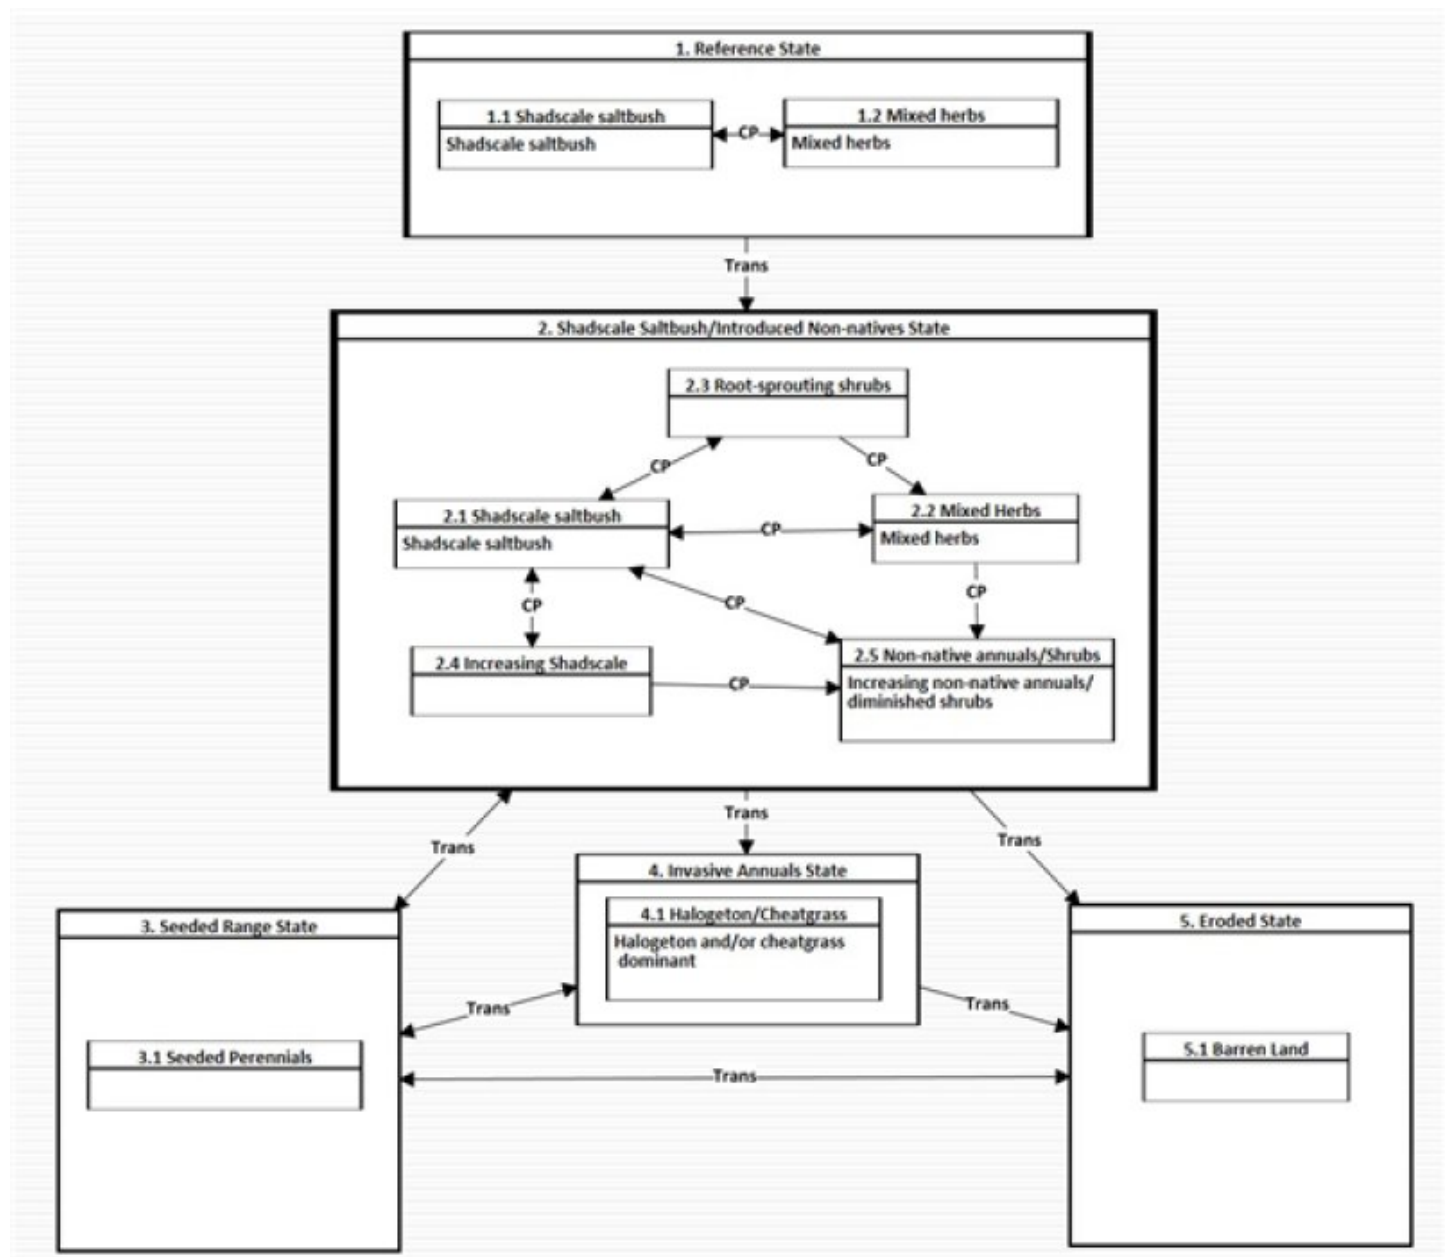 1. Reference State
1.1 Shadscale saltbush
Shadscale saltbush
CP
1.2 Mixed herbs
Mixed herbs
Trans
2. Shadscale Saltbush/Introduced Non-natives State
2.3 Root-sprouting shrubs
CP
CP
2.1 Shadscale saltbush
Shadscale saltbush
CP
2.2 Mixed Herbs
Mixed herbs
CP
CP
CP
2.4 Increasing Shadscale
CP
2.5 Non-native annuals/Shrubs
Increasing non-native annuals/
diminished shrubs
Trans
Trans
Trans
3. Seeded Range State
3.1 Seeded Perennials
4. Invasive Annuals State
4.1 Halogeton/Cheatgrass
Halogeton and/or cheatgrass
dominant
5. Eroded State
5.1 Barren Land
Trans
Trans
Trans